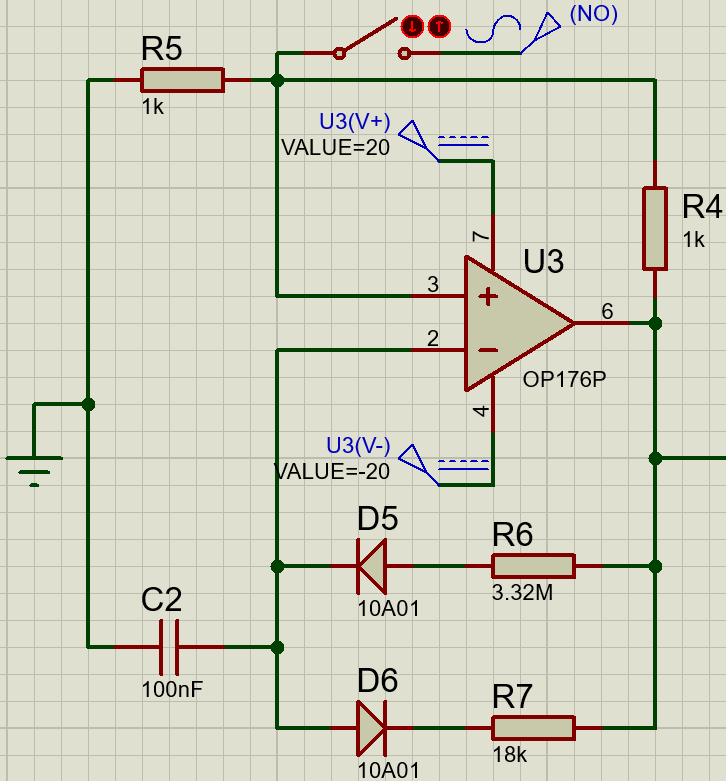 (NO)
R5
1k
U3(V+)
VALUE=20
R4
1k
7
U3
3
6
2
OP176P
4
U3(V-)
VALUE=-20
D5
10A01
R6
3.32M
C2
100nF
D6
10A01
R7
18k